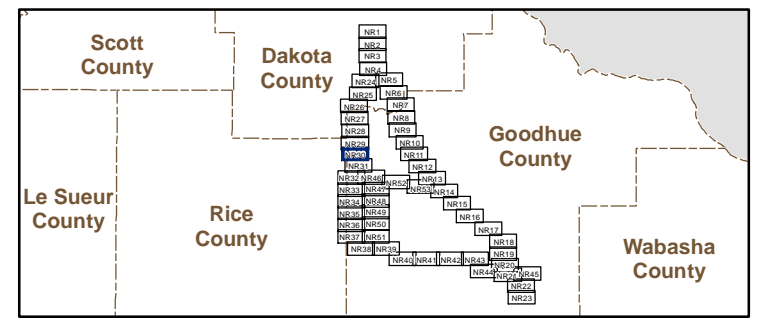 Scott
County
Dakota
County
Goodhue
County
Le Sueur
County
Rice
County
Wabasha
County
NR1
NR2
NR3
NR4
NR24
NR5
NR25
NR6
NR26
NR7
NR27
NR8
NR28
NR9
NR29
NR10
NR30
NR11
NR31
NR12
NR32
NR46
NR52
NR13
NR33
NR47
NR53
NR14
NR34
NR48
NR15
NR35
NR49
NR16
NR36
NR50
NR17
NR37
NR51
NR18
NR38
NR39
NR19
NR40
NR41
NR42
NR43
NR20
NR44
NR21
NR45
NR22
NR23